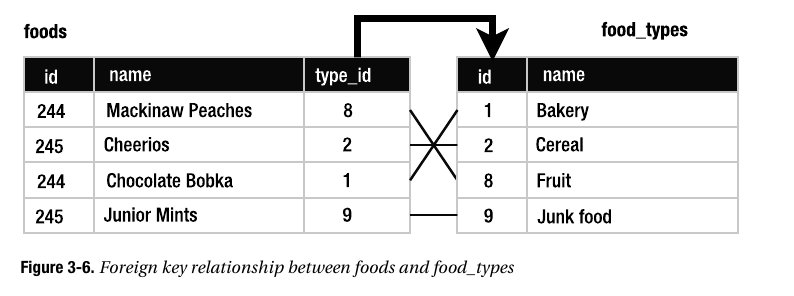 foods food_types
id name type_id id name
244 Mackinaw Peaches 8 1 Bakery
245 Cheerios 2 2 Cereal
244 Chocolate Bobka 1 8 Fruit
245 Junior Mints 9 9 Junk food
Figure 3-6. Foreign key relationship between foods and food_types